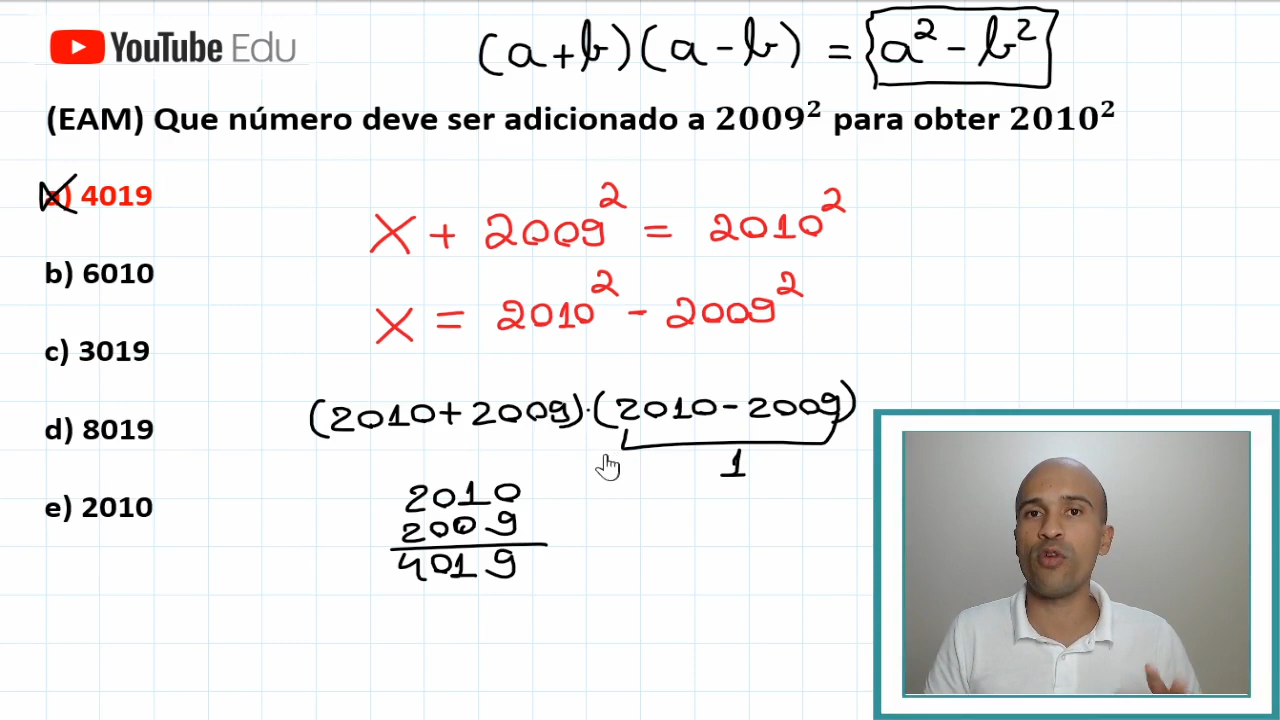 YouTube Edu
(a+b)(a-b) = a² - b²
(EAM) Que número deve ser adicionado a 2009² para obter 2010²
a) 4019
b) 6010
c) 3019
d) 8019
e) 2010
X + 2009² = 2010²
X = 2010² - 2009²
(2010+2009)·(2010-2009)
1
2010
2009
4019